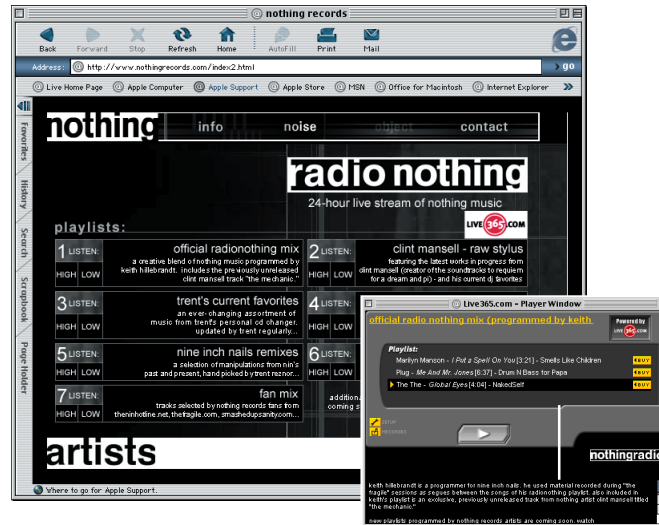 nothing records
Back Forward Stop Refresh Home AutoFill Print Mail
Address: http://www.nothingrecords.com/index2.html go
Live Home Page Apple Computer Apple Support Apple Store MSN Office for Macintosh Internet Explorer
Favorites
History
Search
Scrapbook
Page Holder
nothing info noise object contact
radio nothing
24-hour live stream of nothing music
LIVE 365 .COM
playlists:
1 LISTEN: HIGH LOW
official radionothing mix
a creative blend of nothing music programmed by
keith hillebrandt. includes the previously unreleased
clint mansell track "the mechanic."
2 LISTEN: HIGH LOW
clint mansell - raw stylus
featuring the latest works in progress from
clint mansell (creator of the soundtracks to requiem
for a dream and pi) - and his current dj favorites
3 LISTEN: HIGH LOW
trent's current favorites
an ever-changing assortment of
music from trent's personal cd changer.
updated by trent regularly...
4 LISTEN:
HIGH LOW
5 LISTEN: HIGH LOW
nine inch nails remixes
a selection of manipulations from nin's
past and present, hand picked by trent reznor...
6 LISTEN:
HIGH LOW
7 LISTEN: HIGH LOW
fan mix
tracks selected by nothing records fans from
theninhotline.net, thefragile.com, smashedupsanity.com...
addition
coming s
artists
Where to go for Apple Support.
Live365.com - Player Window
official radio nothing mix (programmed by keith
Powered by
LIVE 365 .COM
Playlist:
Marilyn Manson - I Put a Spell On You [3:21] - Smells Like Children BUY
Plug - Me And Mr. Jones [6:37] - Drum N Bass for Papa BUY
The The - Global Eyes [4:04] - NakedSelf BUY
SETUP
nothingradio
keith hillebrandt is a programmer for nine inch nails. he used material recorded during "the
fragile" sessions as segues between the songs of his radionothing playlist. also included in
keith's playlist is an exclusive, previously unreleased track from nothing artist clint mansell titled
"the mechanic."
new playlists programmed by nothing records artists are coming soon. watch